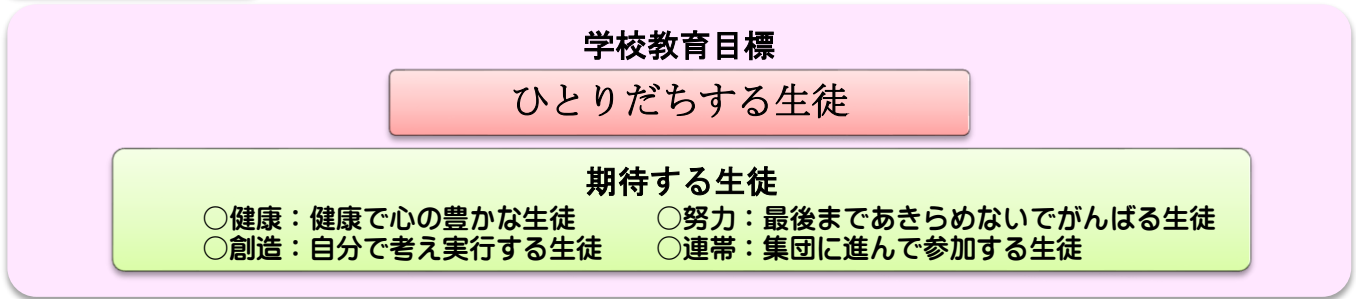 学校教育目標
ひとりだちする生徒
期待する生徒
○健康：健康で心の豊かな生徒 ○努力：最後まであきらめないでがんばる生徒
○創造：自分で考え実行する生徒 ○連帯：集団に進んで参加する生徒